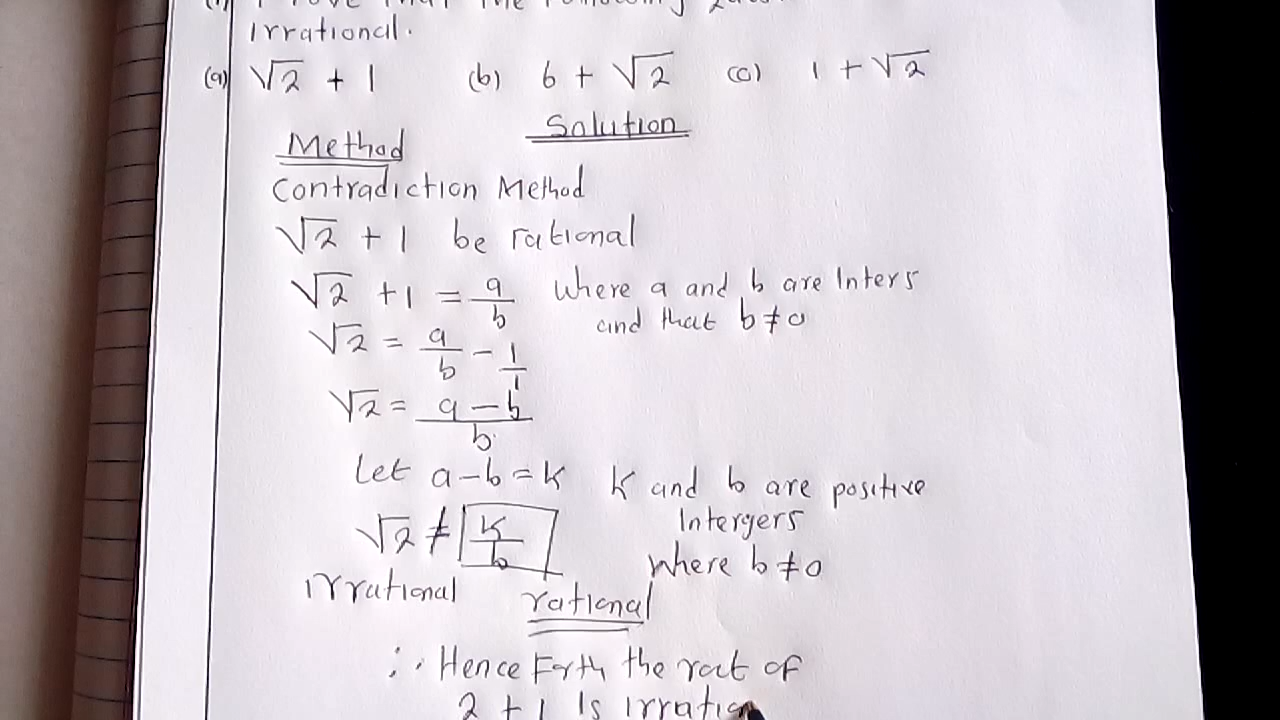 Irrational.
(a) √2 + 1 (b) 6 + √2 (c) 1 + √2
Solution
Method
Contradiction Method
√2 + 1 be rational
√2 + 1 = a/b Where a and b are Inters
and that b ≠ 0
√2 = a/b - 1/1
√2 = a - b/b
Let a - b = K K and b are positive
Intergers
√2 ≠ K/b
Where b ≠ 0
irrational rational
∴ Hence Forth the root of
2 + 1 is irratio